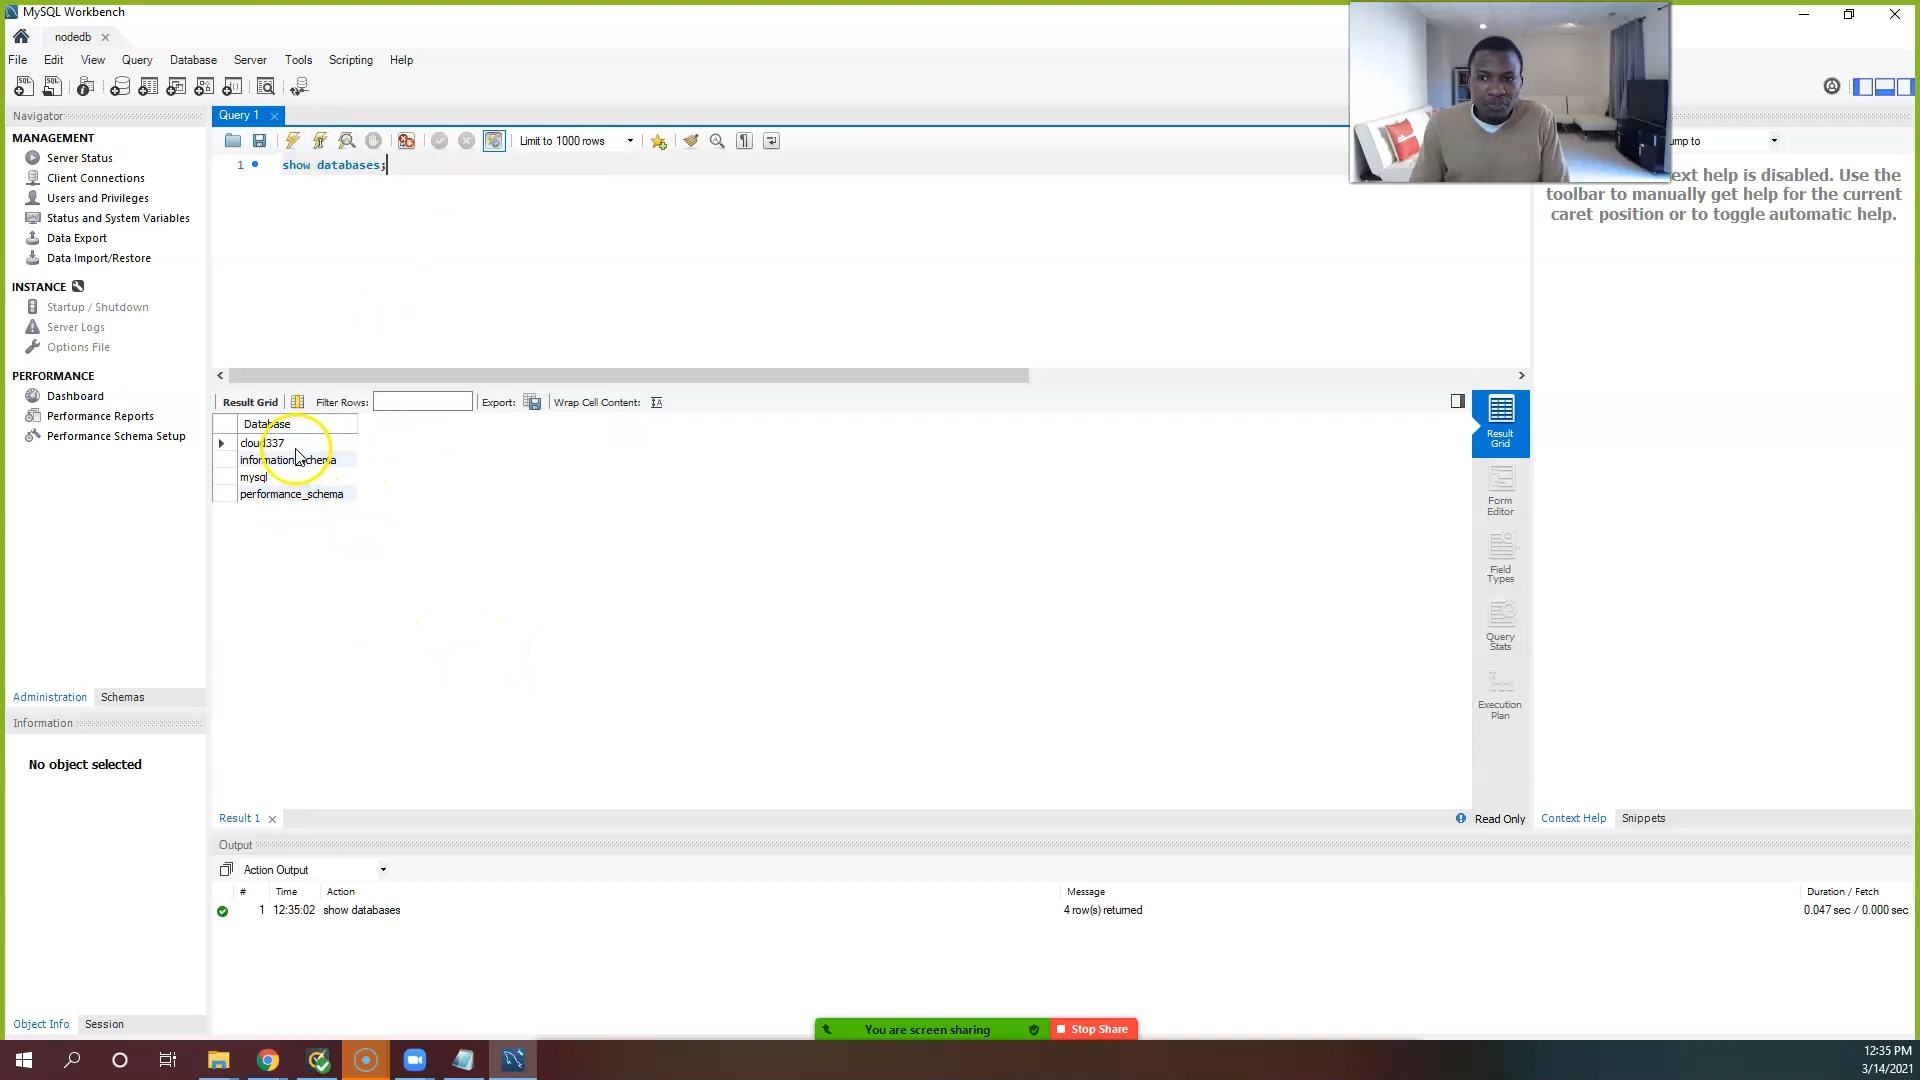 MySQL Workbench
nodedb
File Edit View Query Database Server Tools Scripting Help
Navigator
MANAGEMENT
Server Status
Client Connections
Users and Privileges
Status and System Variables
Data Export
Data Import/Restore
INSTANCE
Startup / Shutdown
Server Logs
Options File
PERFORMANCE
Dashboard
Performance Reports
Performance Schema Setup
Administration Schemas
Information
No object selected
Object Info Session
Query 1
Limit to 1000 rows
1 show databases;
Result Grid Filter Rows: Export: Wrap Cell Content:
Database
cloud337
information_schema
mysql
performance_schema
Result Grid
Form Editor
Field Types
Query Stats
Execution Plan
Result 1
Read Only
help is disabled. Use the
toolbar to manually get help for the current
caret position or to toggle automatic help.
Context Help Snippets
Output
Action Output
# Time Action Message Duration / Fetch
1 12:35:02 show databases 4 row(s) returned 0.047 sec / 0.000 sec
You are screen sharing Stop Share
12:35 PM
3/14/2021